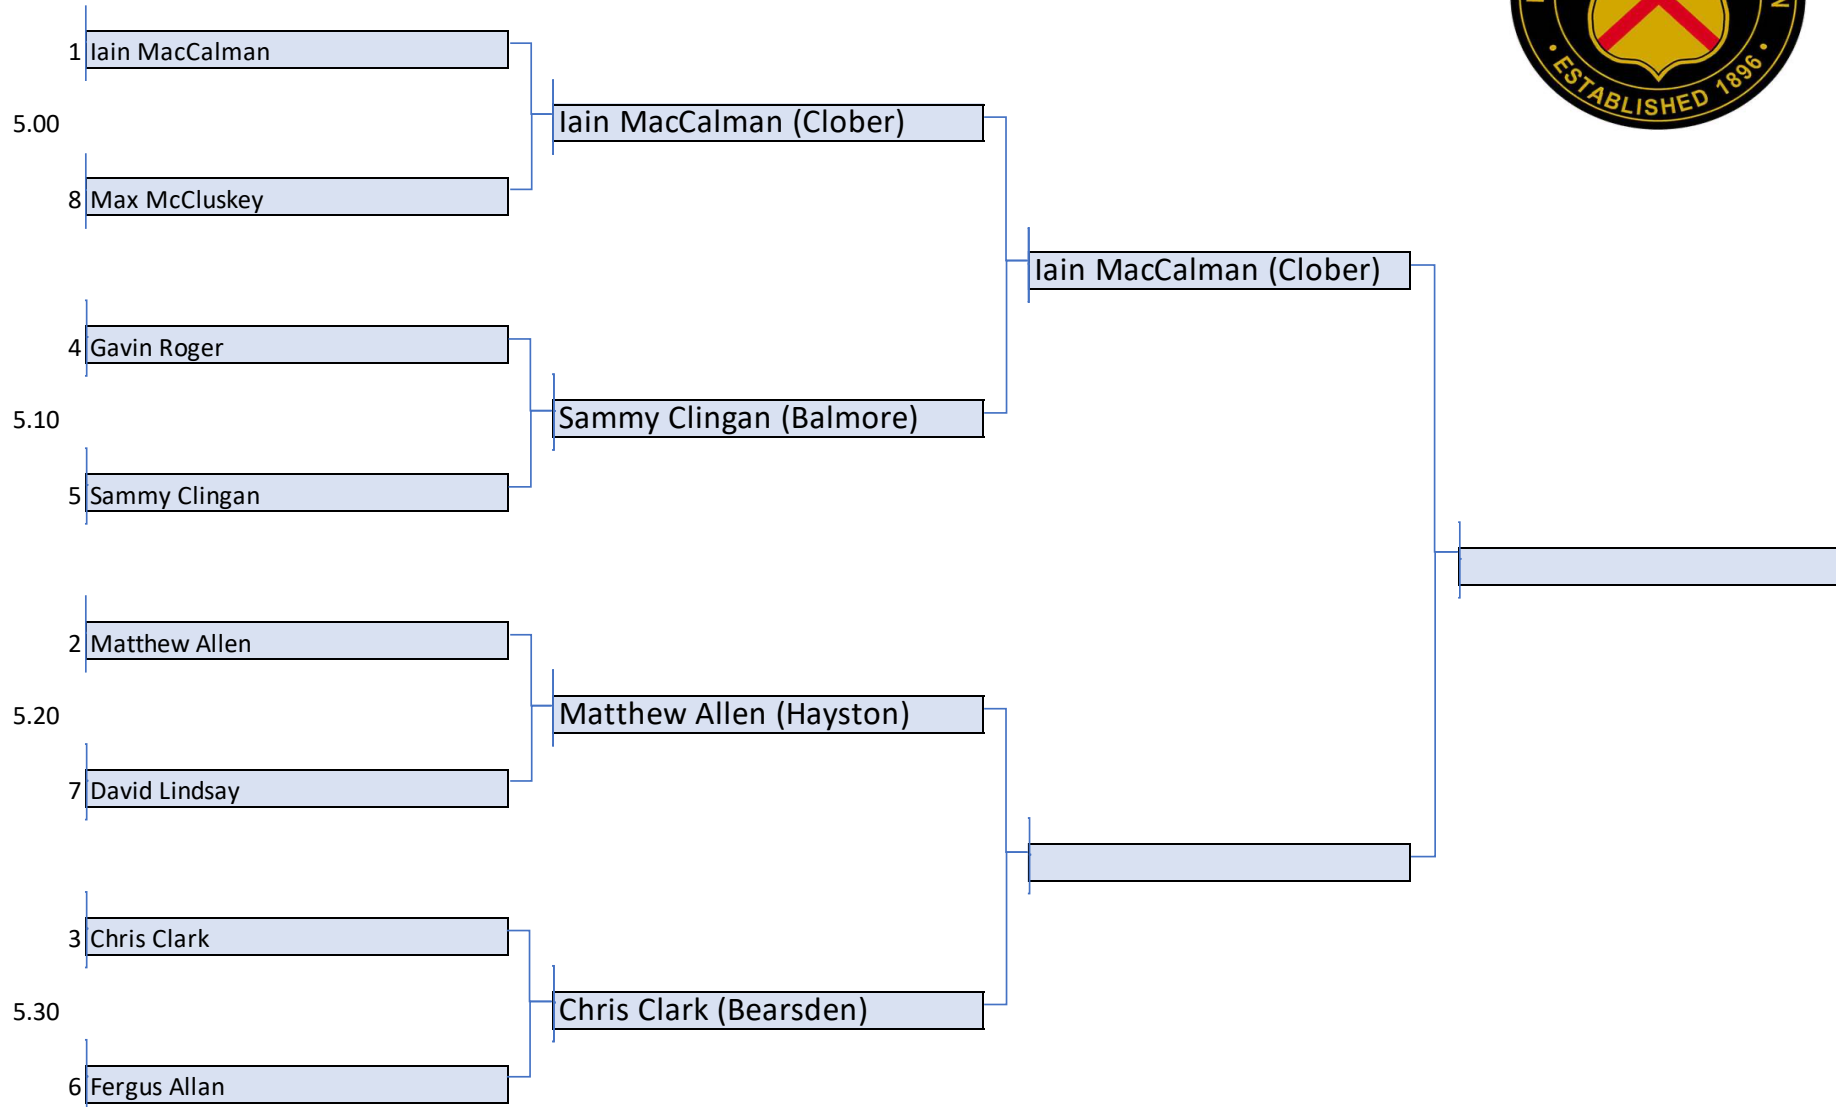 1 Iain MacCalman
5.00
8 Max McCluskey
4 Gavin Roger
5.10
5 Sammy Clingan
2 Matthew Allen
5.20
7 David Lindsay
3 Chris Clark
5.30
6 Fergus Allan
Iain MacCalman (Clober)
Sammy Clingan (Balmore)
Matthew Allen (Hayston)
Chris Clark (Bearsden)
Iain MacCalman (Clober)
• ESTABLISHED 1896 •